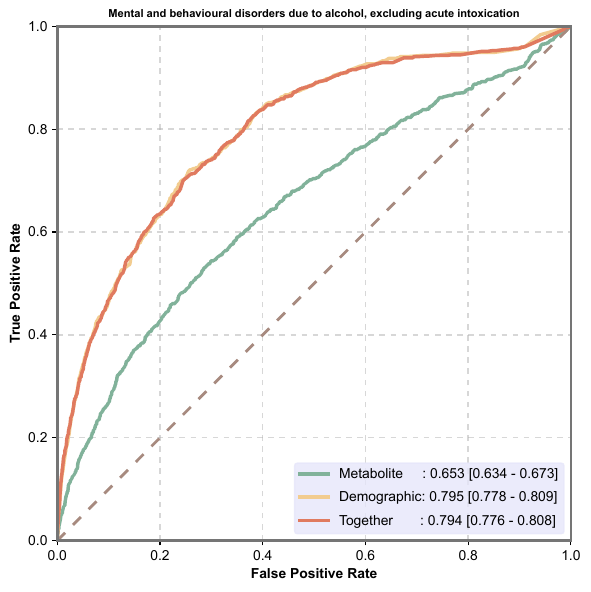 Mental and behavioural disorders due to alcohol, excluding acute intoxication
1.0
0.8
0.6
0.4
0.2
0.0
True Positive Rate
Metabolite : 0.653 [0.634 - 0.673]
Demographic: 0.795 [0.778 - 0.809]
Together : 0.794 [0.776 - 0.808]
0.0 0.2 0.4 0.6 0.8 1.0
False Positive Rate